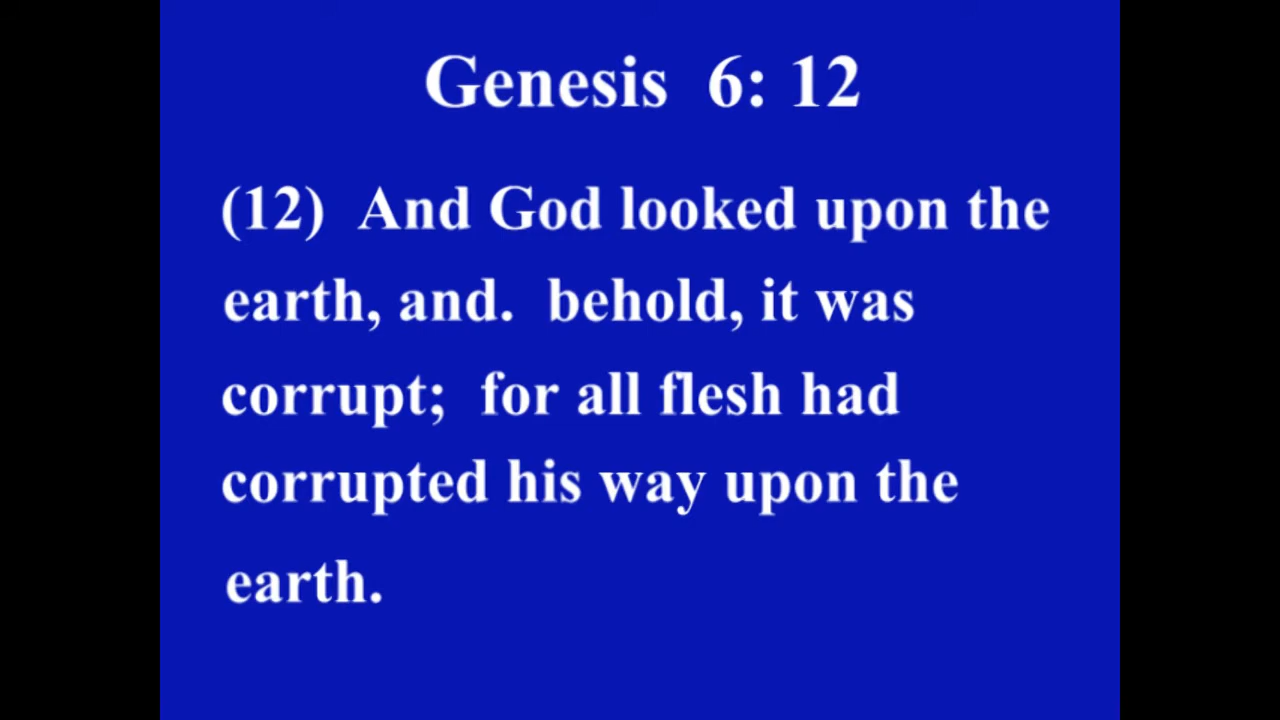 Genesis 6: 12
(12) And God looked upon the
earth, and. behold, it was
corrupt; for all flesh had
corrupted his way upon the
earth.